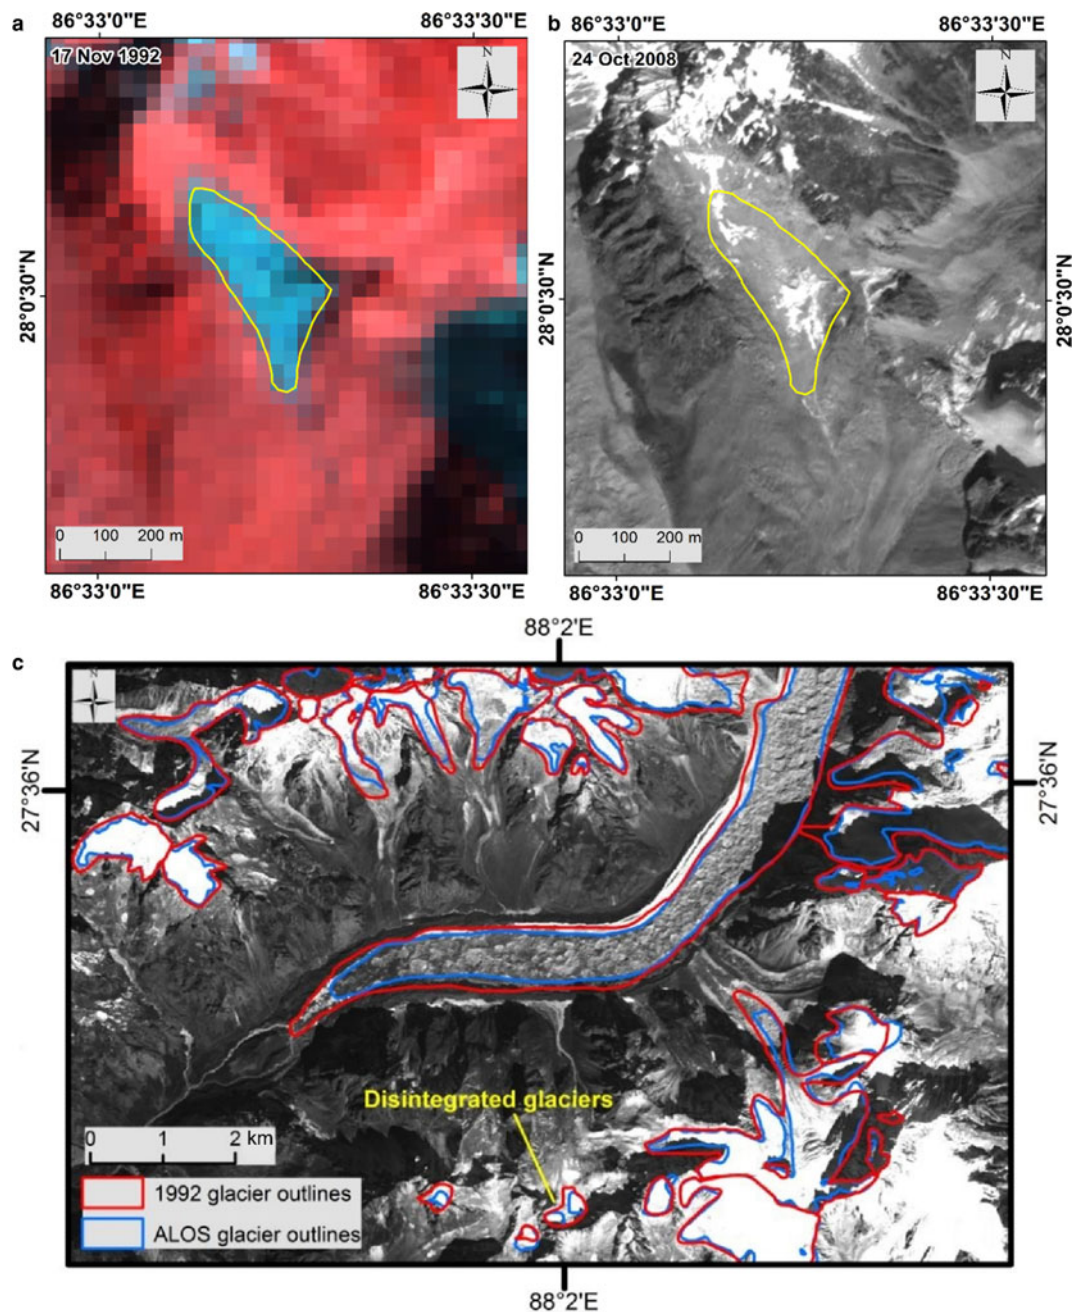 a
86°33'0"E
86°33'30"E
b
86°33'0"E
86°33'30"E
17 Nov 1992
N
24 Oct 2008
N
28°0'30"N
28°0'30"N
28°0'30"N
0 100 200 m
0 100 200 m
86°33'0"E
86°33'30"E
86°33'0"E
86°33'30"E
88°2'E
c
N
27°36'N
27°36'N
Disintegrated glaciers
0 1 2 km
1992 glacier outlines
ALOS glacier outlines
88°2'E